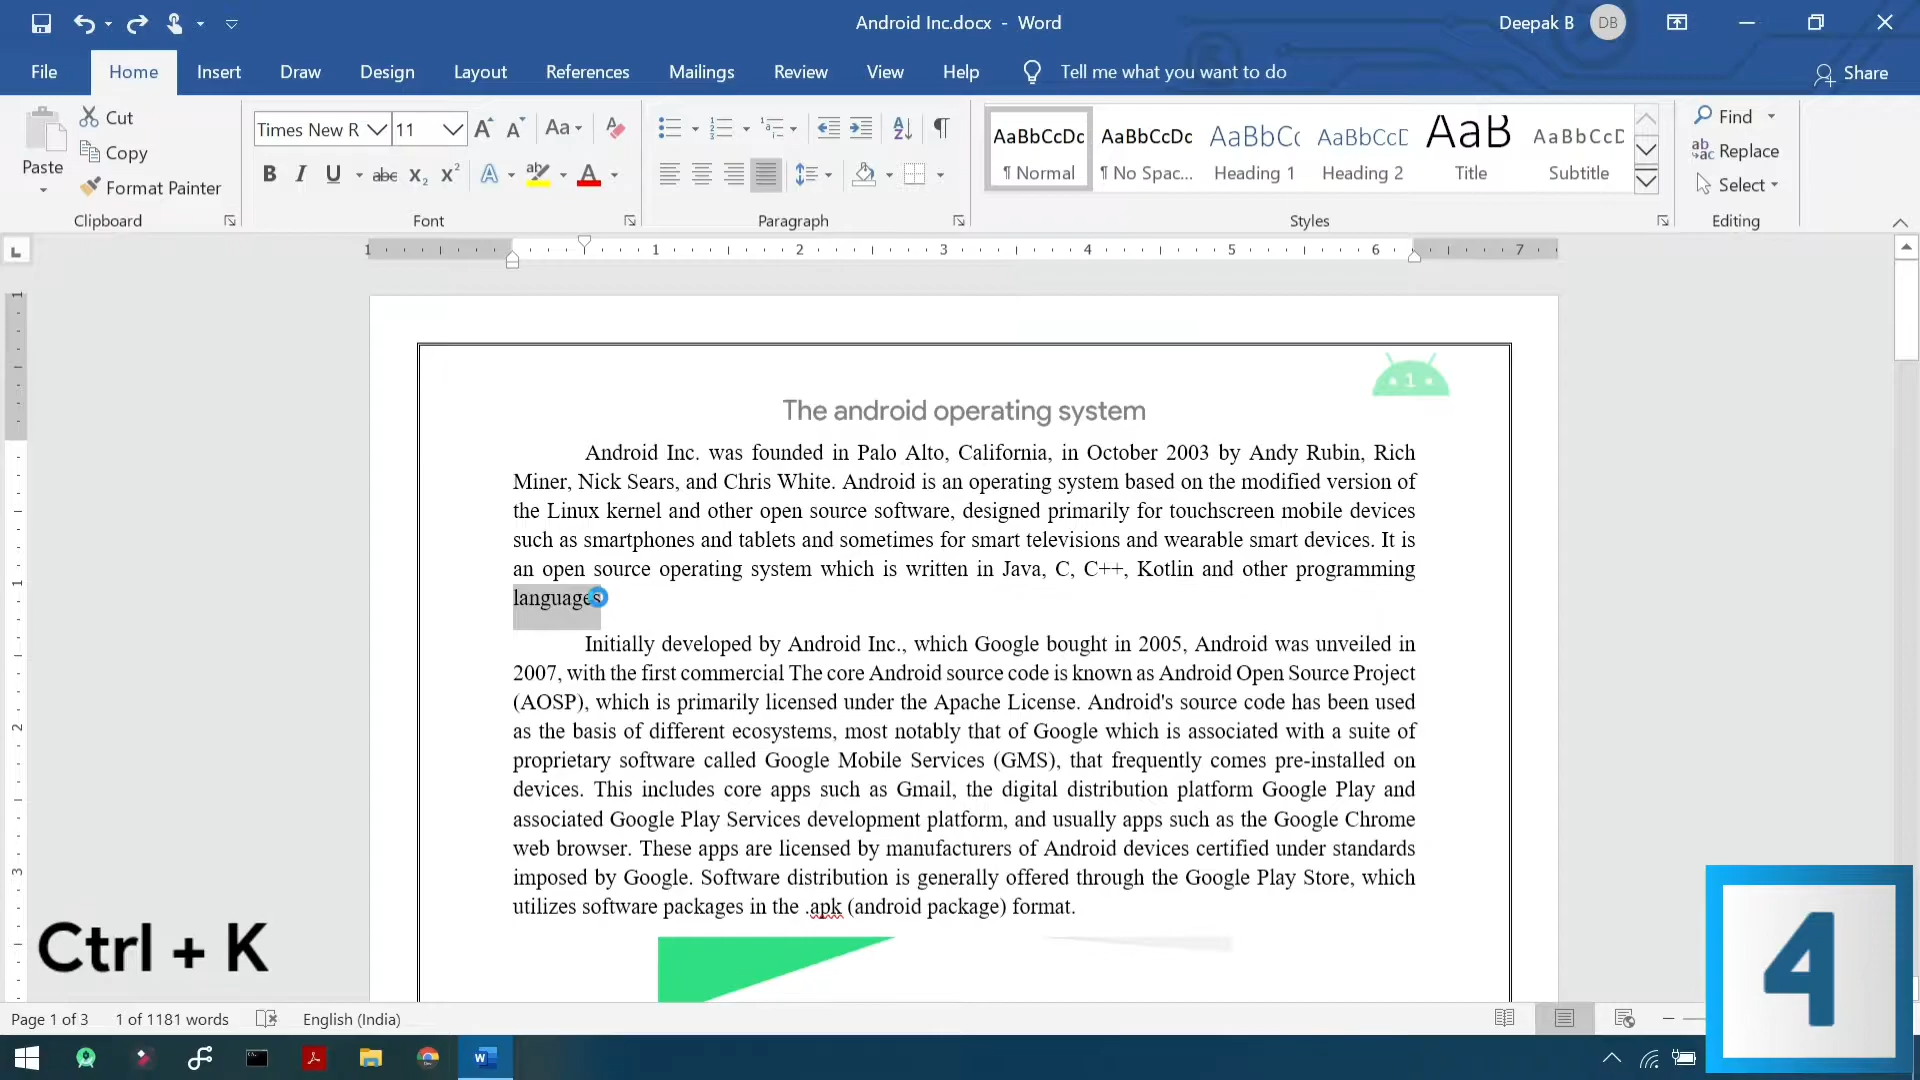 Android Inc.docx - Word
Deepak B DB
File Home Insert Draw Design Layout References Mailings Review View Help Tell me what you want to do Share
Paste
Cut
Copy
Format Painter
Clipboard
Times New R 11
Font
Paragraph
AaBbCcDc AaBbCcDc AaBbC( AaBbCcD AaB AaBbCcD
¶ Normal ¶ No Spac... Heading 1 Heading 2 Title Subtitle
Styles
Find
Replace
Select
Editing
1 1 2 3 4 5 6 7
1
The android operating system
Android Inc. was founded in Palo Alto, California, in October 2003 by Andy Rubin, Rich
Miner, Nick Sears, and Chris White. Android is an operating system based on the modified version of
the Linux kernel and other open source software, designed primarily for touchscreen mobile devices
such as smartphones and tablets and sometimes for smart televisions and wearable smart devices. It is
an open source operating system which is written in Java, C, C++, Kotlin and other programming
languages
Initially developed by Android Inc., which Google bought in 2005, Android was unveiled in
2007, with the first commercial The core Android source code is known as Android Open Source Project
(AOSP), which is primarily licensed under the Apache License. Android's source code has been used
as the basis of different ecosystems, most notably that of Google which is associated with a suite of
proprietary software called Google Mobile Services (GMS), that frequently comes pre-installed on
devices. This includes core apps such as Gmail, the digital distribution platform Google Play and
associated Google Play Services development platform, and usually apps such as the Google Chrome
web browser. These apps are licensed by manufacturers of Android devices certified under standards
imposed by Google. Software distribution is generally offered through the Google Play Store, which
utilizes software packages in the .apk (android package) format.
Ctrl + K
4
Page 1 of 3 1 of 1181 words English (India)